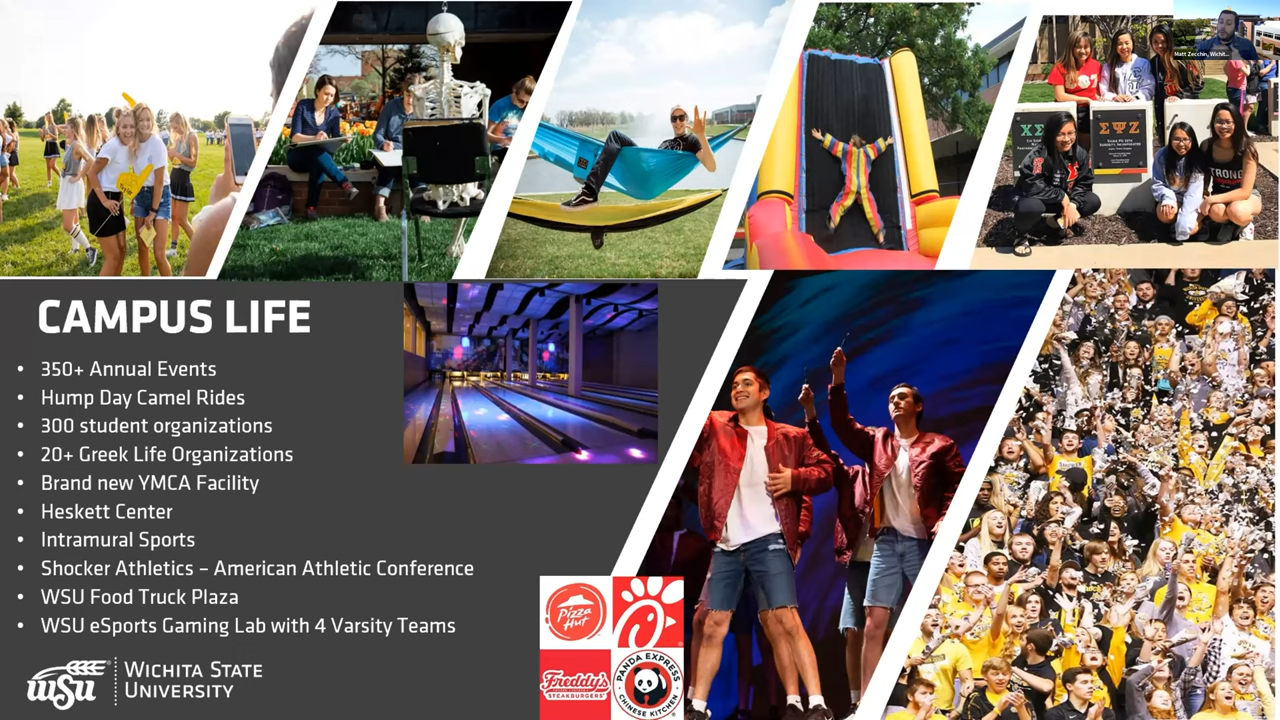 Matt Zecchin, Wichit...
ΧΣ
ΣΨΖ
TRONG
CAMPUS LIFE
• 350+ Annual Events
• Hump Day Camel Rides
• 300 student organizations
• 20+ Greek Life Organizations
• Brand new YMCA Facility
• Heskett Center
• Intramural Sports
• Shocker Athletics – American Athletic Conference
• WSU Food Truck Plaza
• WSU eSports Gaming Lab with 4 Varsity Teams
Pizza Hut
Chick-fil-A
Freddy's
STEAKBURGERS
PANDA EXPRESS
CHINESE KITCHEN
wsu
WICHITA STATE
UNIVERSITY